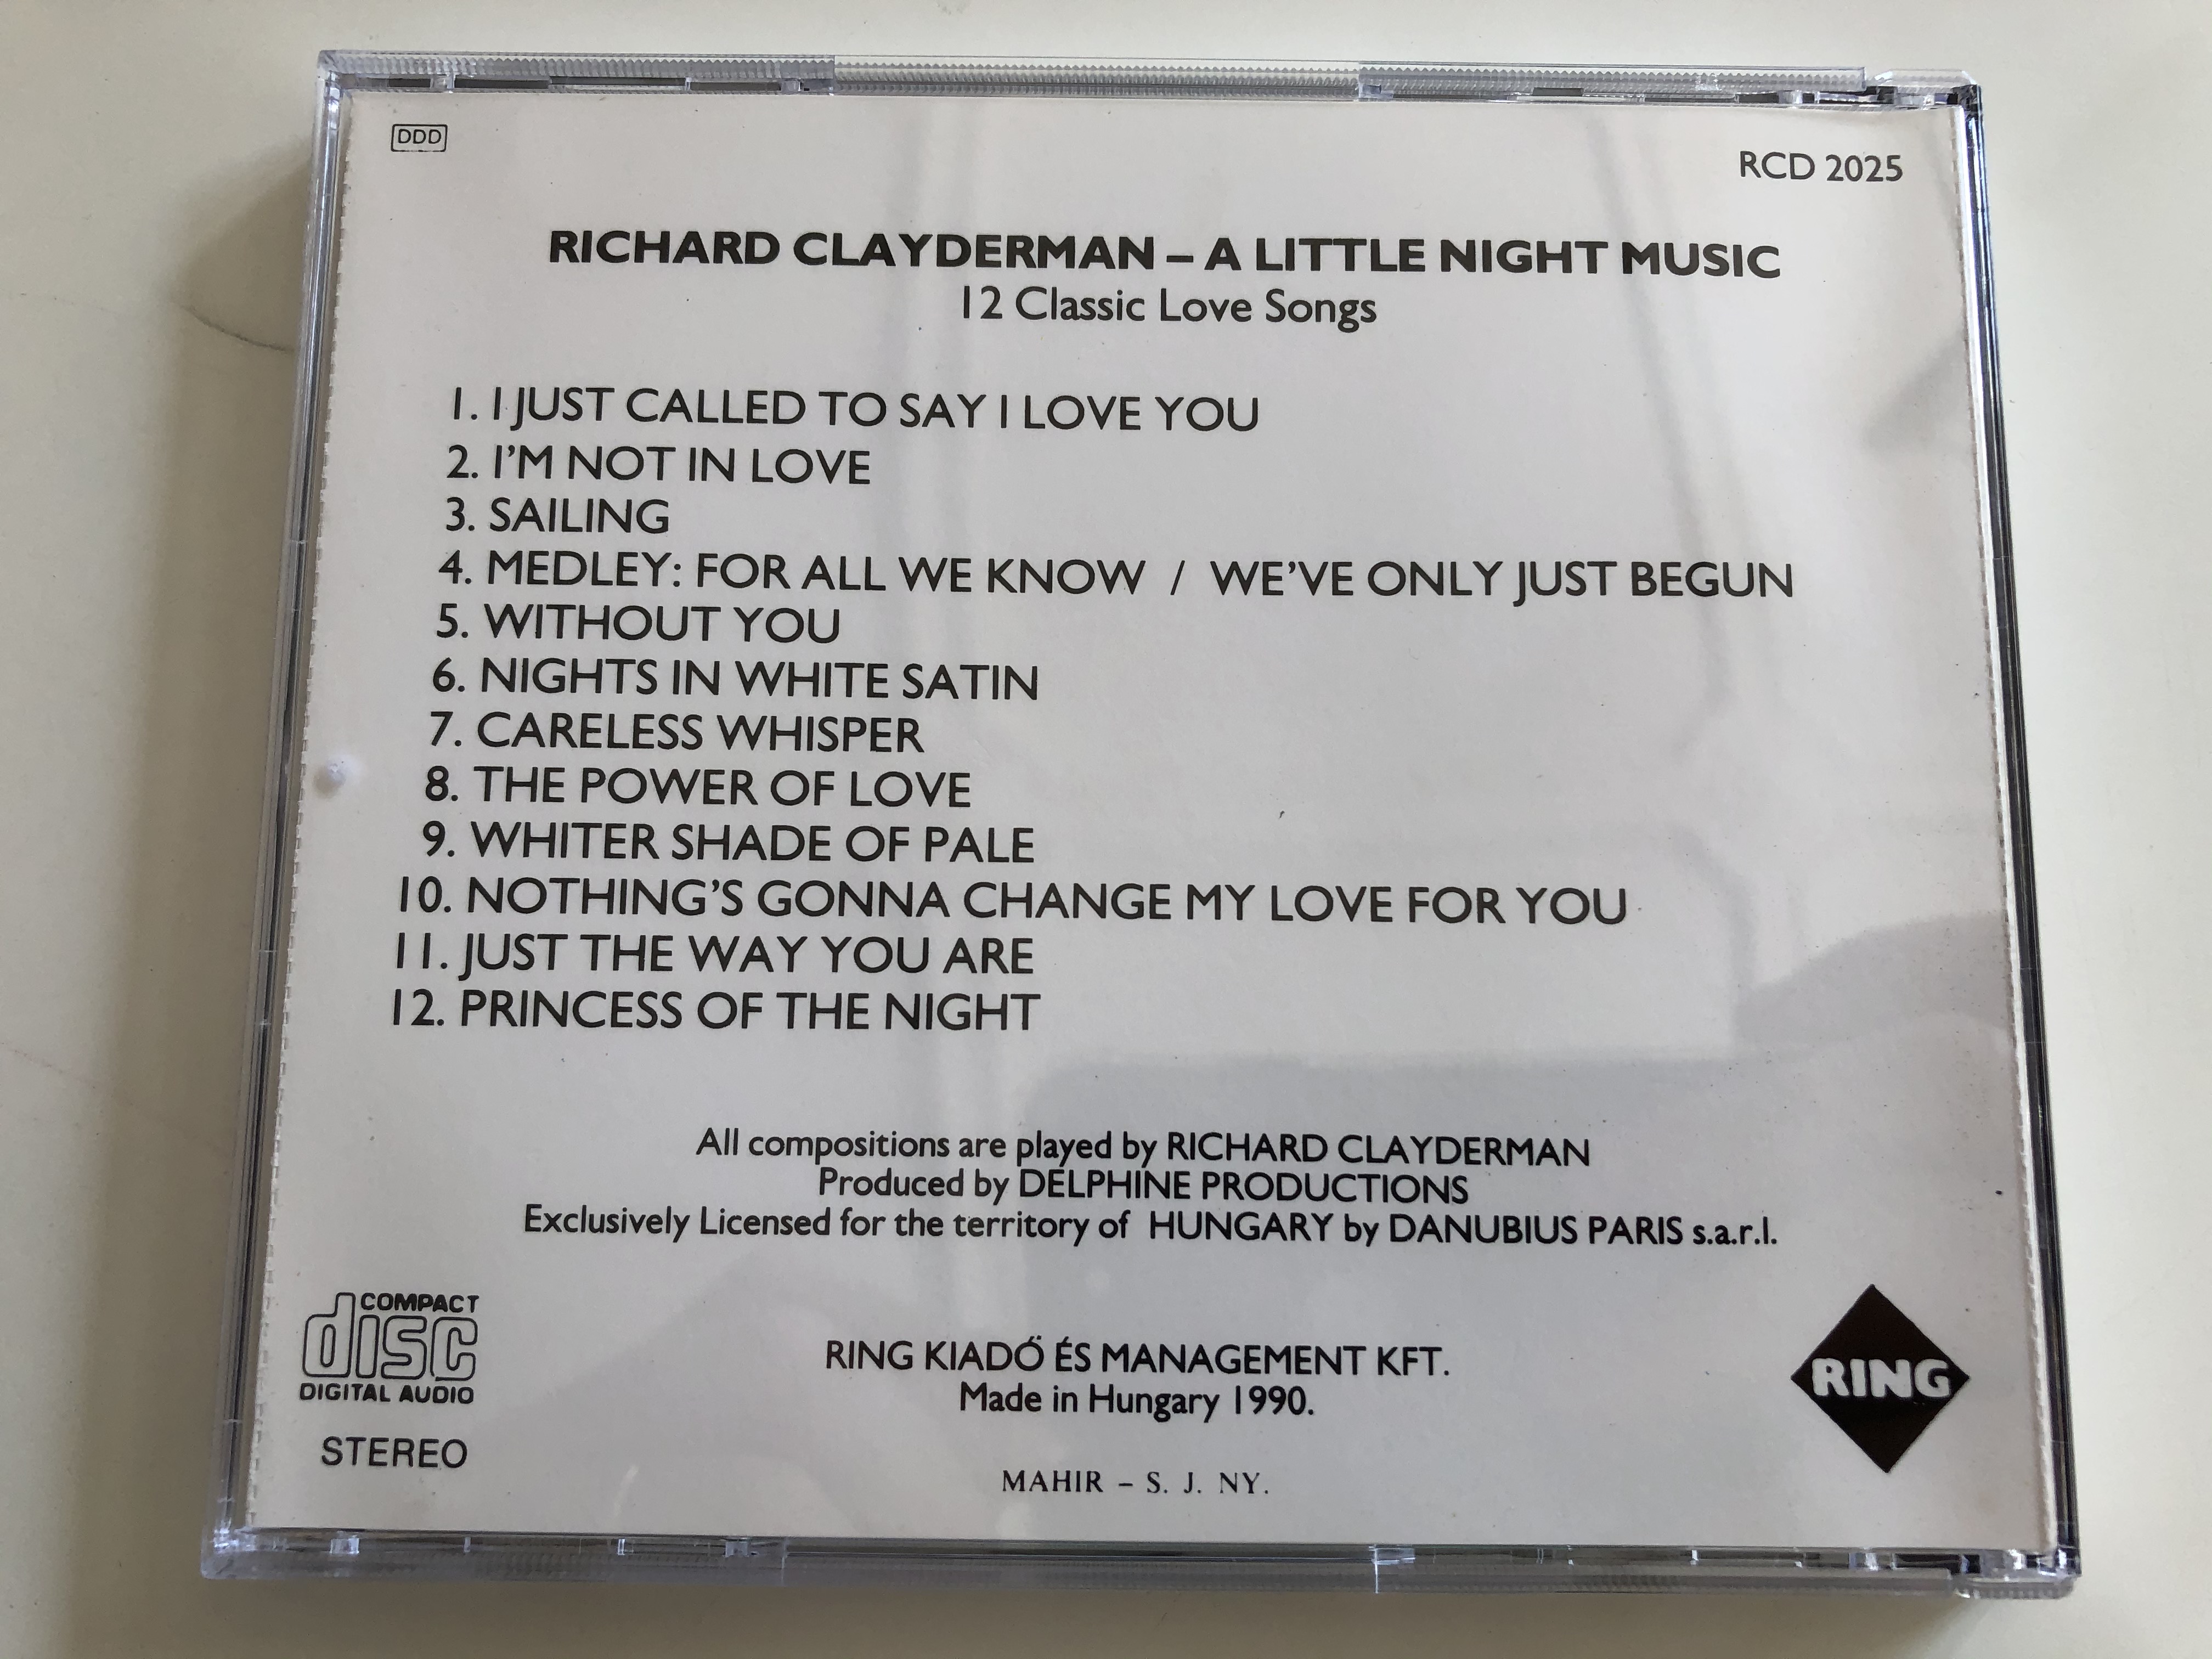 DDD
RCD 2025
RICHARD CLAYDERMAN – A LITTLE NIGHT MUSIC
12 Classic Love Songs
1. I JUST CALLED TO SAY I LOVE YOU
2. I'M NOT IN LOVE
3. SAILING
4. MEDLEY: FOR ALL WE KNOW / WE'VE ONLY JUST BEGUN
5. WITHOUT YOU
6. NIGHTS IN WHITE SATIN
7. CARELESS WHISPER
8. THE POWER OF LOVE
9. WHITER SHADE OF PALE
10. NOTHING'S GONNA CHANGE MY LOVE FOR YOU
11. JUST THE WAY YOU ARE
12. PRINCESS OF THE NIGHT
All compositions are played by RICHARD CLAYDERMAN
Produced by DELPHINE PRODUCTIONS
Exclusively Licensed for the territory of HUNGARY by DANUBIUS PARIS s.a.r.l.
COMPACT
disc
DIGITAL AUDIO
STEREO
RING KIADÓ ÉS MANAGEMENT KFT.
Made in Hungary 1990.
MAHIR – S. J. NY.
RING